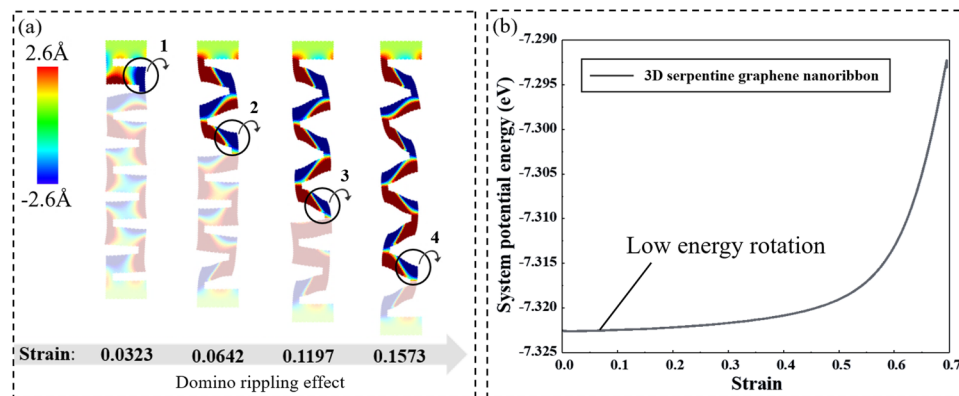 (a)
2.6Å
-2.6Å
1
2
3
4
Strain: 0.0323 0.0642 0.1197 0.1573
Domino rippling effect
(b)
System potential energy (eV)
-7.290
-7.295
-7.300
-7.305
-7.310
-7.315
-7.320
-7.325
3D serpentine graphene nanoribbon
Low energy rotation
0.0 0.1 0.2 0.3 0.4 0.5 0.6 0.7
Strain